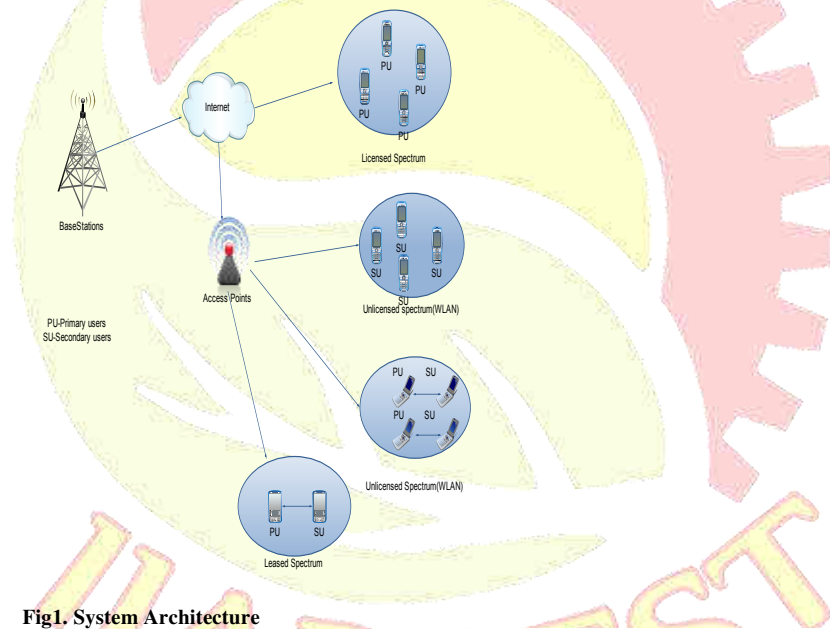 Internet
PU
PU
PU
PU
Licensed Spectrum
BaseStations
SU
SU
SU
SU
Access Points
Unlicensed spectrum(WLAN)
PU-Primary users
SU-Secondary users
PU SU
PU SU
Unlicensed Spectrum(WLAN)
PU SU
Leased Spectrum
Fig1. System Architecture